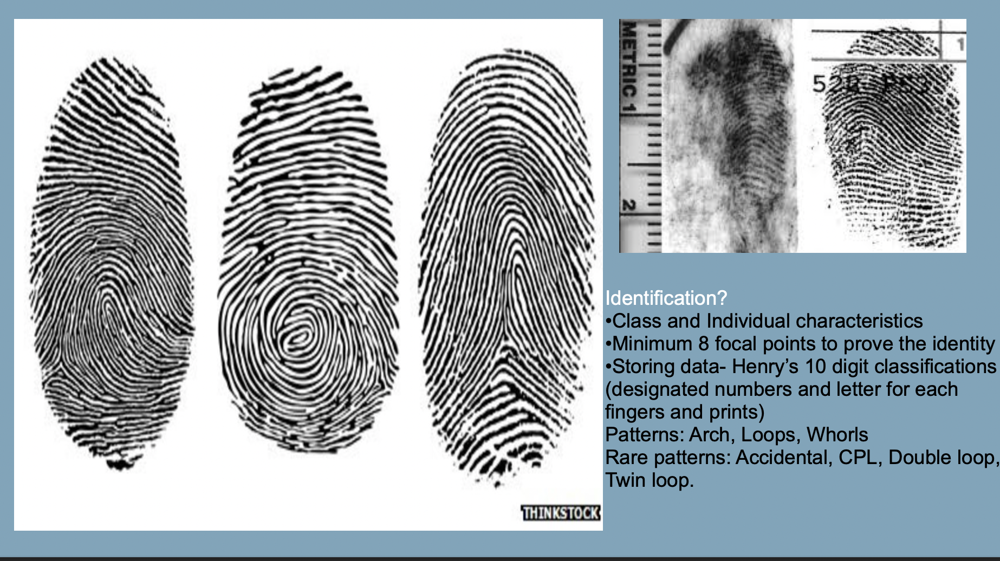 METRIC 1
2
1
52
THINKSTOCK
Identification?
•Class and Individual characteristics
•Minimum 8 focal points to prove the identity
•Storing data- Henry's 10 digit classifications
(designated numbers and letter for each
fingers and prints)
Patterns: Arch, Loops, Whorls
Rare patterns: Accidental, CPL, Double loop,
Twin loop.